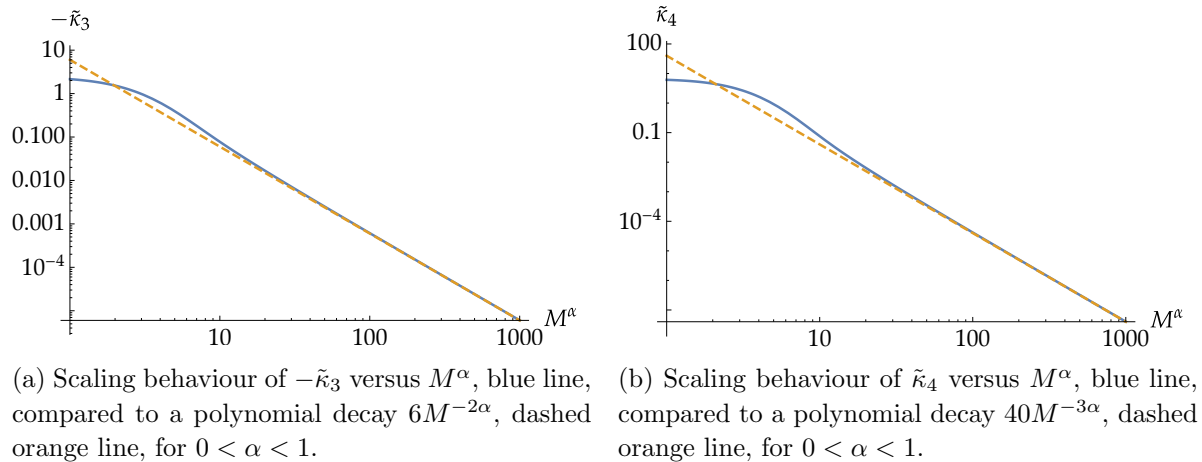 −κ̃₃
10
1
0.100
0.010
0.001
10⁻⁴
10
100
1000
M^α
κ̃₄
100
0.1
10⁻⁴
10
100
1000
M^α
(a) Scaling behaviour of −κ̃₃ versus M^α, blue line,
compared to a polynomial decay 6M^{−2α}, dashed
orange line, for 0 < α < 1.
(b) Scaling behaviour of κ̃₄ versus M^α, blue line,
compared to a polynomial decay 40M^{−3α}, dashed
orange line, for 0 < α < 1.